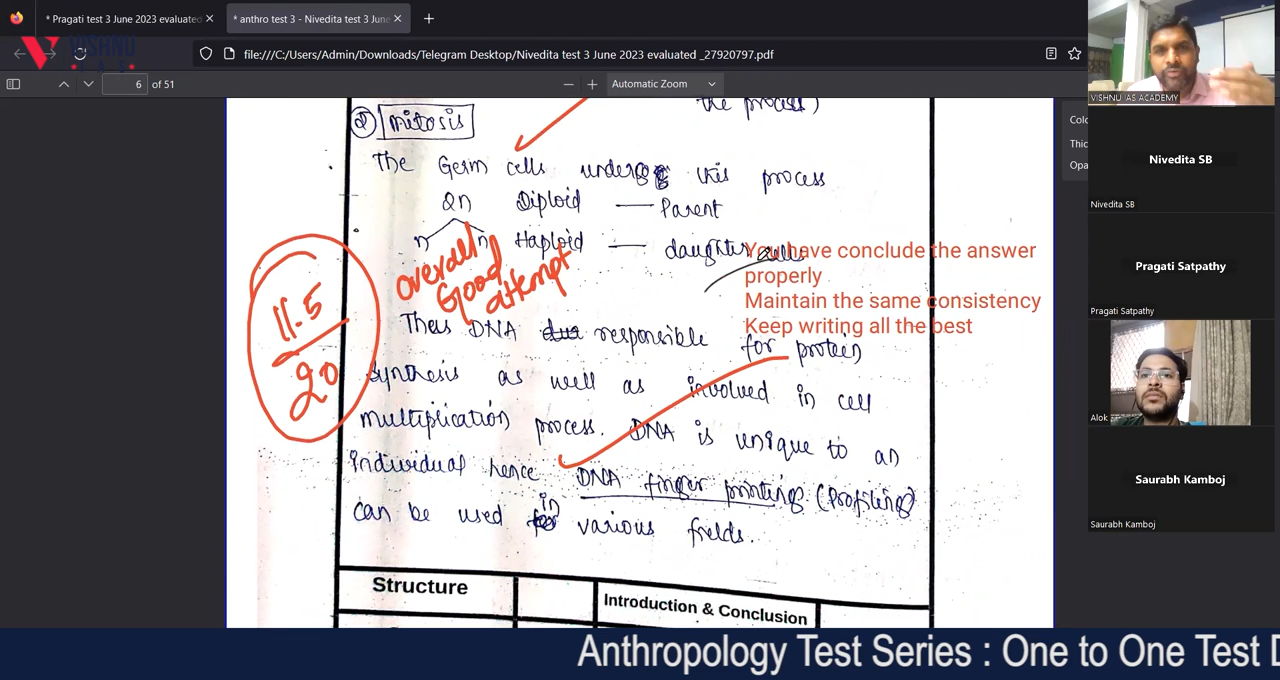 * Pragati test 3 June 2023 evaluated
* anthro test 3 - Nivedita test 3 June
VISHNU
IAS
file:///C:/Users/Admin/Downloads/Telegram Desktop/Nivedita test 3 June 2023 evaluated _27920797.pdf
6 of 51
Automatic Zoom
the process)
② mitosis
The Germ cells undergo this process
2n Diploid — Parent
n n Haploid — daughter cells
overall
Good
attempt
11.5
20
You have conclude the answer
properly
Maintain the same consistency
Keep writing all the best
Thus DNA responsible for protein
synthesis as well as involved in cell
multiplication process. DNA is unique to an
individual hence DNA finger printing (Profiling)
can be used in various fields.
Structure
Introduction & Conclusion
Colo
Thic
Opa
VISHNU IAS ACADEMY
Nivedita SB
Nivedita SB
Pragati Satpathy
Pragati Satpathy
Alok
Saurabh Kamboj
Saurabh Kamboj
Anthropology Test Series : One to One Test D